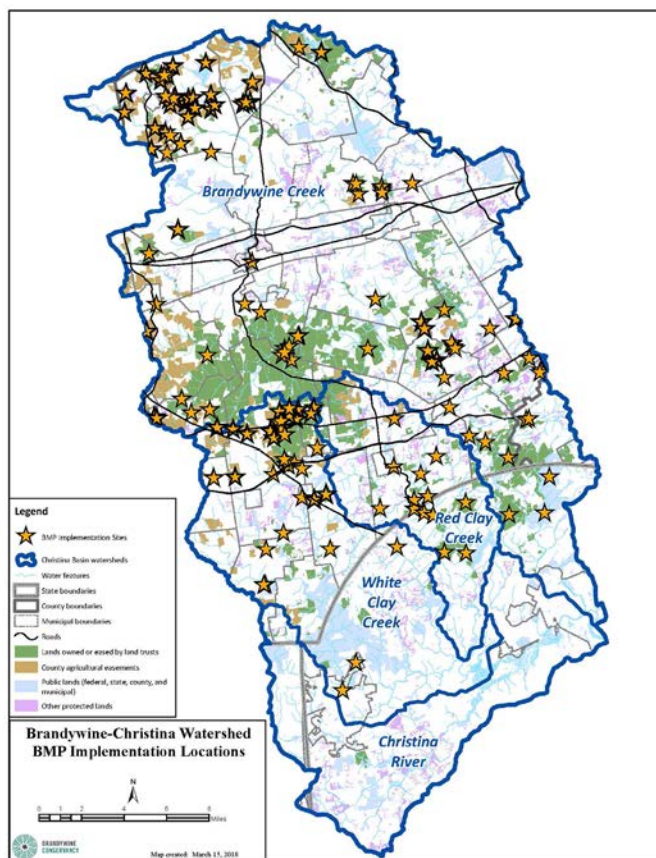 Brandywine Creek
Red Clay
Creek
White
Clay
Creek
Christina
River
Legend
BMP Implementation Sites
Christina Basin watersheds
Water features
State boundaries
County boundaries
Municipal boundaries
Roads
Lands owned or eased by land trusts
County agricultural easements
Public lands (federal, state, county, and
municipal)
Other protected lands
Brandywine-Christina Watershed
BMP Implementation Locations
N
0 1 2 4 6 8
Miles
BRANDYWINE
CONSERVANCY
Map created: March 15, 2018